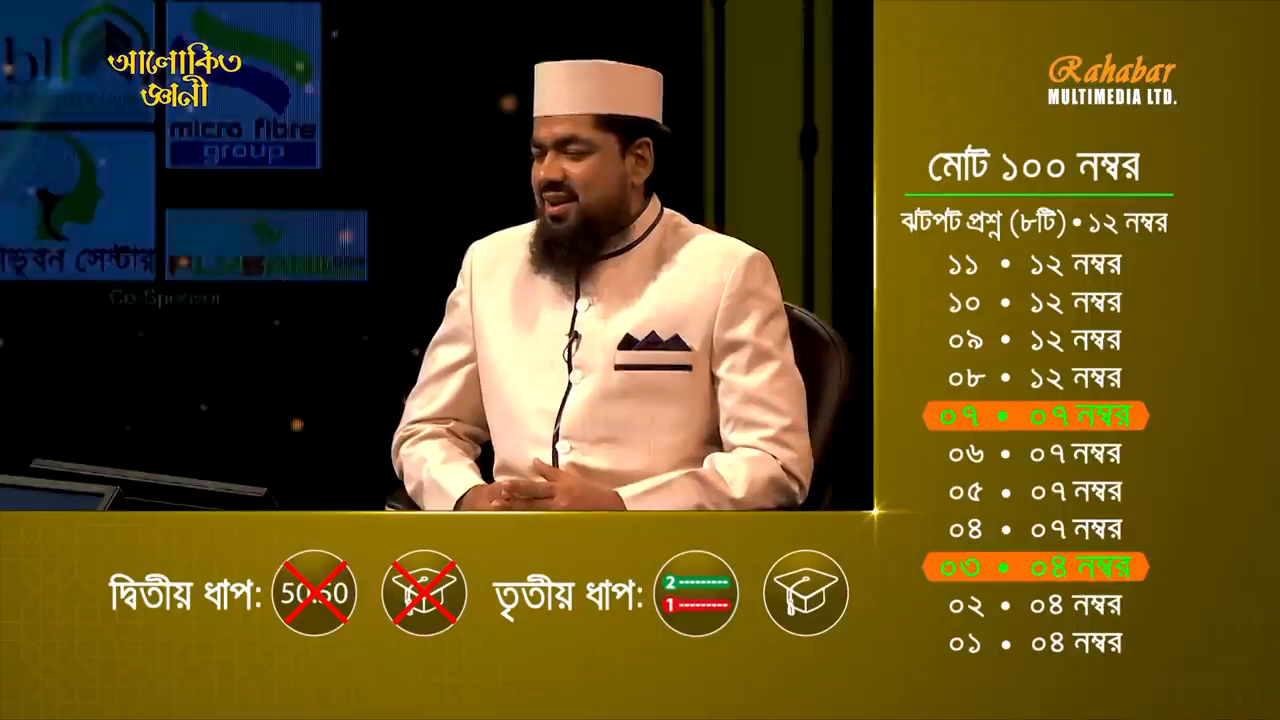 আলোকিত
জ্ঞানী
micro fibre
group
সেন্টার
Co-Sponsor
Rahabar
MULTIMEDIA LTD.
মোট ১০০ নম্বর
ঝটপট প্রশ্ন (৮টি) • ১২ নম্বর
১১ • ১২ নম্বর
১০ • ১২ নম্বর
০৯ • ১২ নম্বর
০৮ • ১২ নম্বর
০৭ • ০৭ নম্বর
০৬ • ০৭ নম্বর
০৫ • ০৭ নম্বর
০৪ • ০৭ নম্বর
০৩ • ০৪ নম্বর
০২ • ০৪ নম্বর
০১ • ০৪ নম্বর
দ্বিতীয় ধাপ: 50:50 তৃতীয় ধাপ: 2 ---------
1 ---------